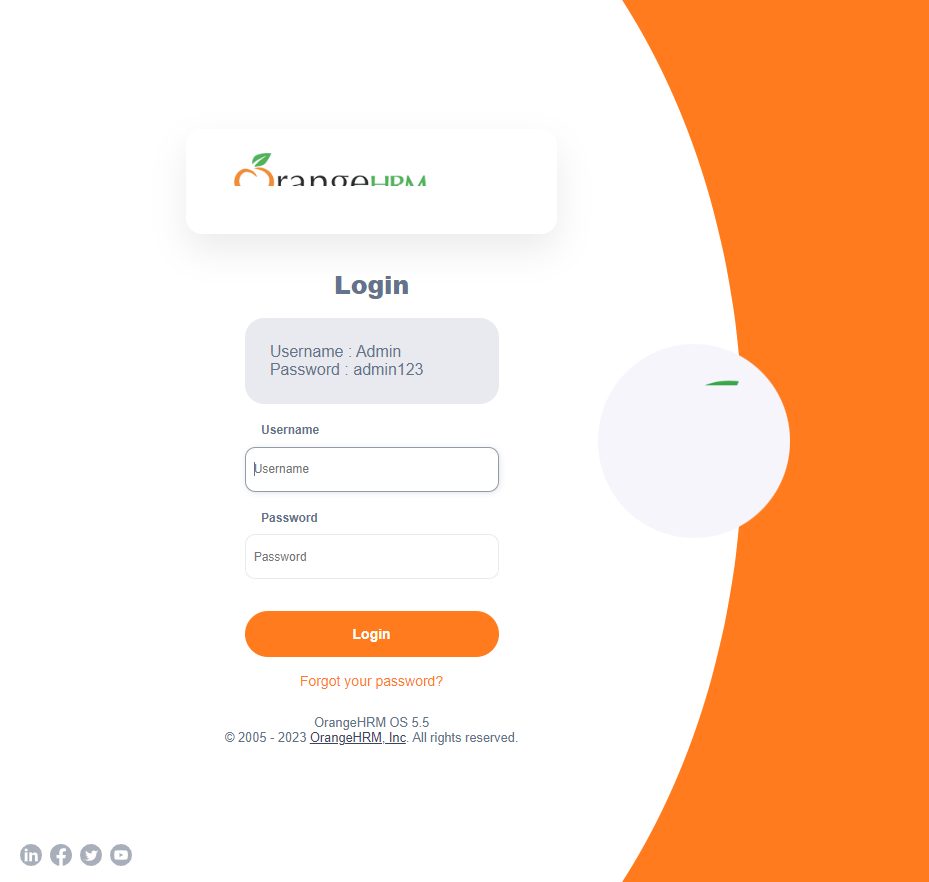 OrangeHRM
Login
Username : Admin
Password : admin123
Username
Username
Password
Password
Login
Forgot your password?
OrangeHRM OS 5.5
© 2005 - 2023 OrangeHRM, Inc. All rights reserved.